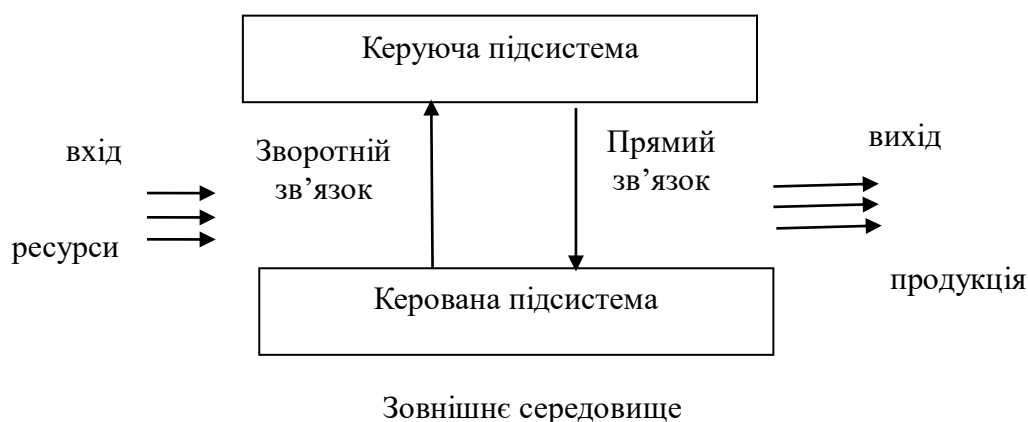 Керуюча підсистема
вхід
Зворотній
зв’язок
Прямий
зв’язок
вихід
ресурси
продукція
Керована підсистема
Зовнішнє середовище